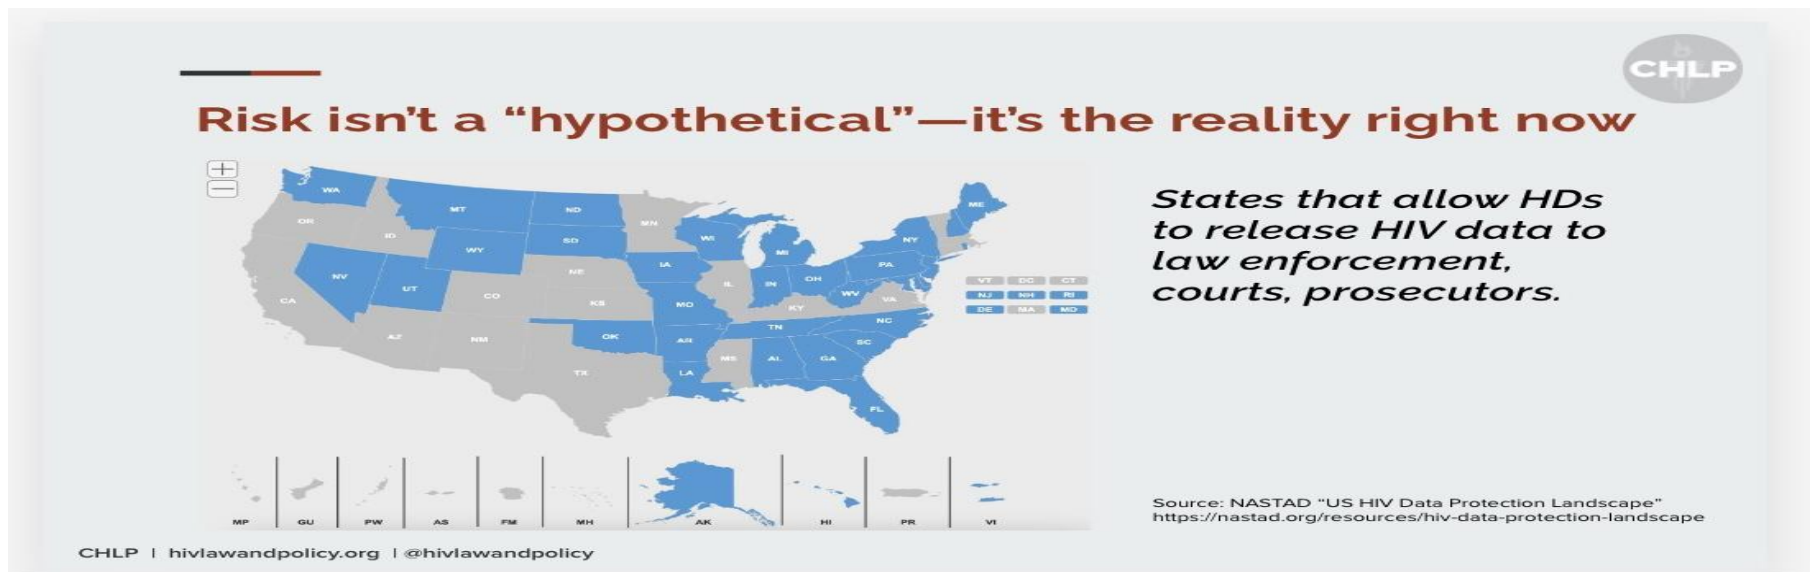 CHLP
Risk isn't a “hypothetical”—it's the reality right now
+
−
WA
MT
ND
MN
ME
OR
ID
SD
WI
MI
NY
WY
IA
PA
NV
UT
NE
IL
IN
OH
CO
KS
MO
WV
VA
CA
KY
TN
NC
AZ
NM
OK
AR
SC
MS
AL
GA
TX
LA
FL
VT DC CT
NJ NH RI
DE MA MD
States that allow HDs
to release HIV data to
law enforcement,
courts, prosecutors.
MP GU PW AS FM MH AK HI PR VI
Source: NASTAD “US HIV Data Protection Landscape”
https://nastad.org/resources/hiv-data-protection-landscape
CHLP | hivlawandpolicy.org | @hivlawandpolicy